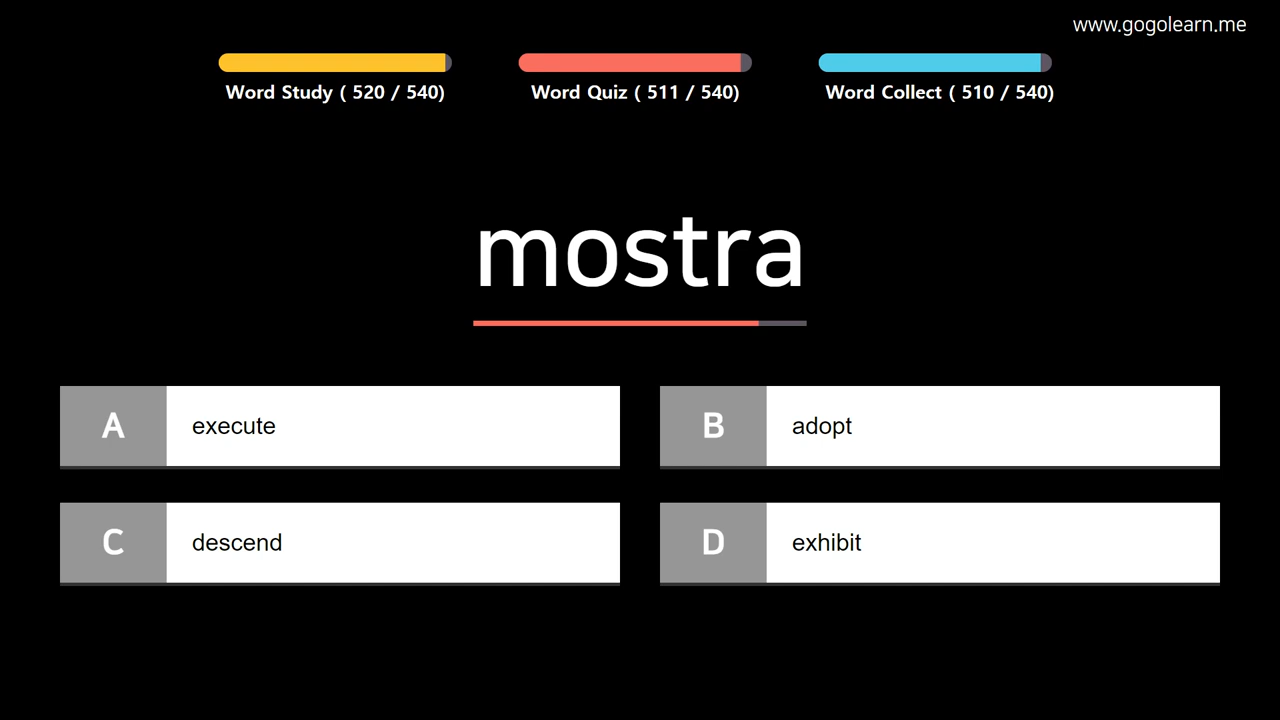 www.gogolearn.me
Word Study ( 520 / 540)
Word Quiz ( 511 / 540)
Word Collect ( 510 / 540)
mostra
A execute
B adopt
C descend
D exhibit